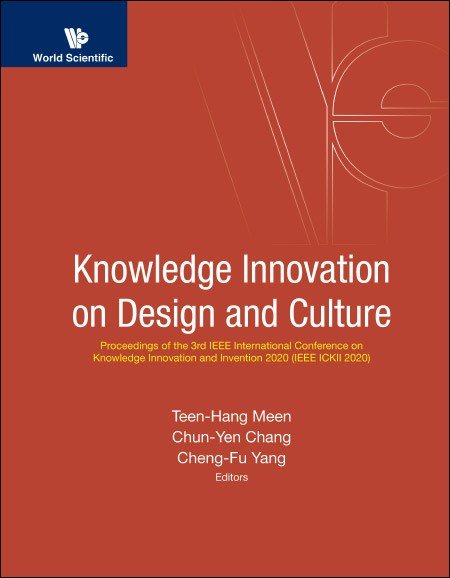 World Scientific
Knowledge Innovation
on Design and Culture
Proceedings of the 3rd IEEE International Conference on
Knowledge Innovation and Invention 2020 (IEEE ICKII 2020)
Teen-Hang Meen
Chun-Yen Chang
Cheng-Fu Yang
Editors